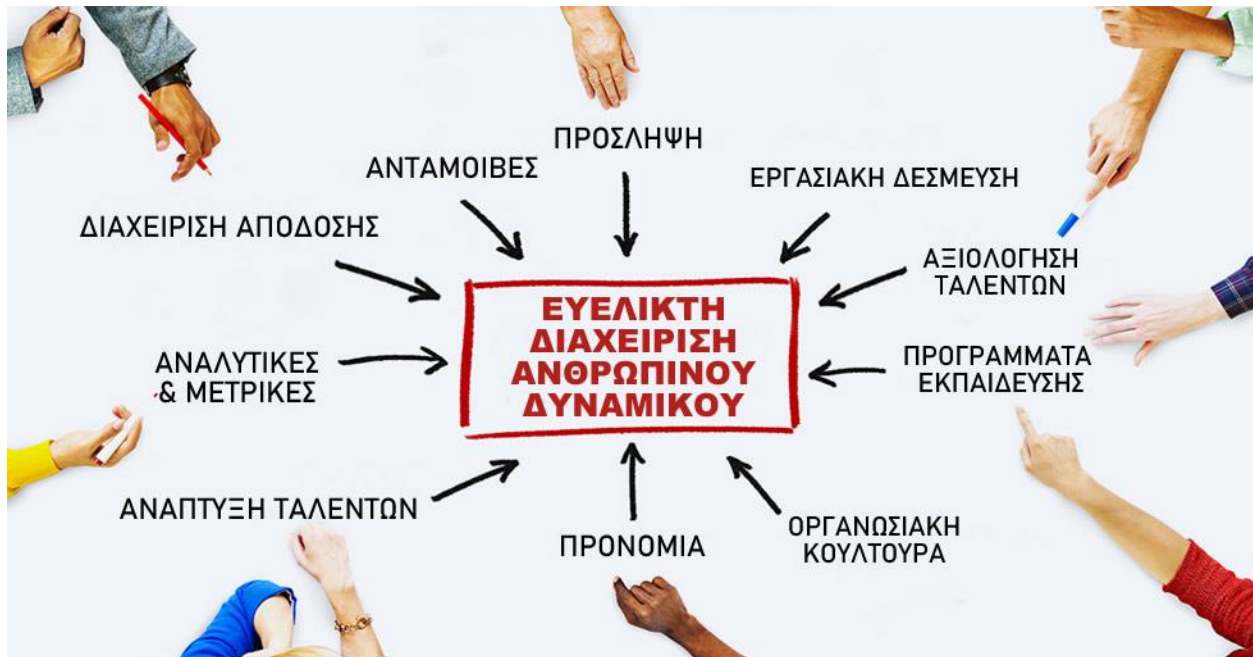 ΠΡΟΣΛΗΨΗ
ΑΝΤΑΜΟΙΒΕΣ
ΕΡΓΑΣΙΑΚΗ ΔΕΣΜΕΥΣΗ
ΔΙΑΧΕΙΡΙΣΗ ΑΠΟΔΟΣΗΣ
ΑΞΙΟΛΟΓΗΣΗ
ΤΑΛΕΝΤΩΝ
ΕΥΕΛΙΚΤΗ
ΔΙΑΧΕΙΡΙΣΗ
ΑΝΘΡΩΠΙΝΟΥ
ΔΥΝΑΜΙΚΟΥ
ΑΝΑΛΥΤΙΚΕΣ
& ΜΕΤΡΙΚΕΣ
ΠΡΟΓΡΑΜΜΑΤΑ
ΕΚΠΑΙΔΕΥΣΗΣ
ΑΝΑΠΤΥΞΗ ΤΑΛΕΝΤΩΝ
ΠΡΟΝΟΜΙΑ
ΟΡΓΑΝΩΣΙΑΚΗ
ΚΟΥΛΤΟΥΡΑ